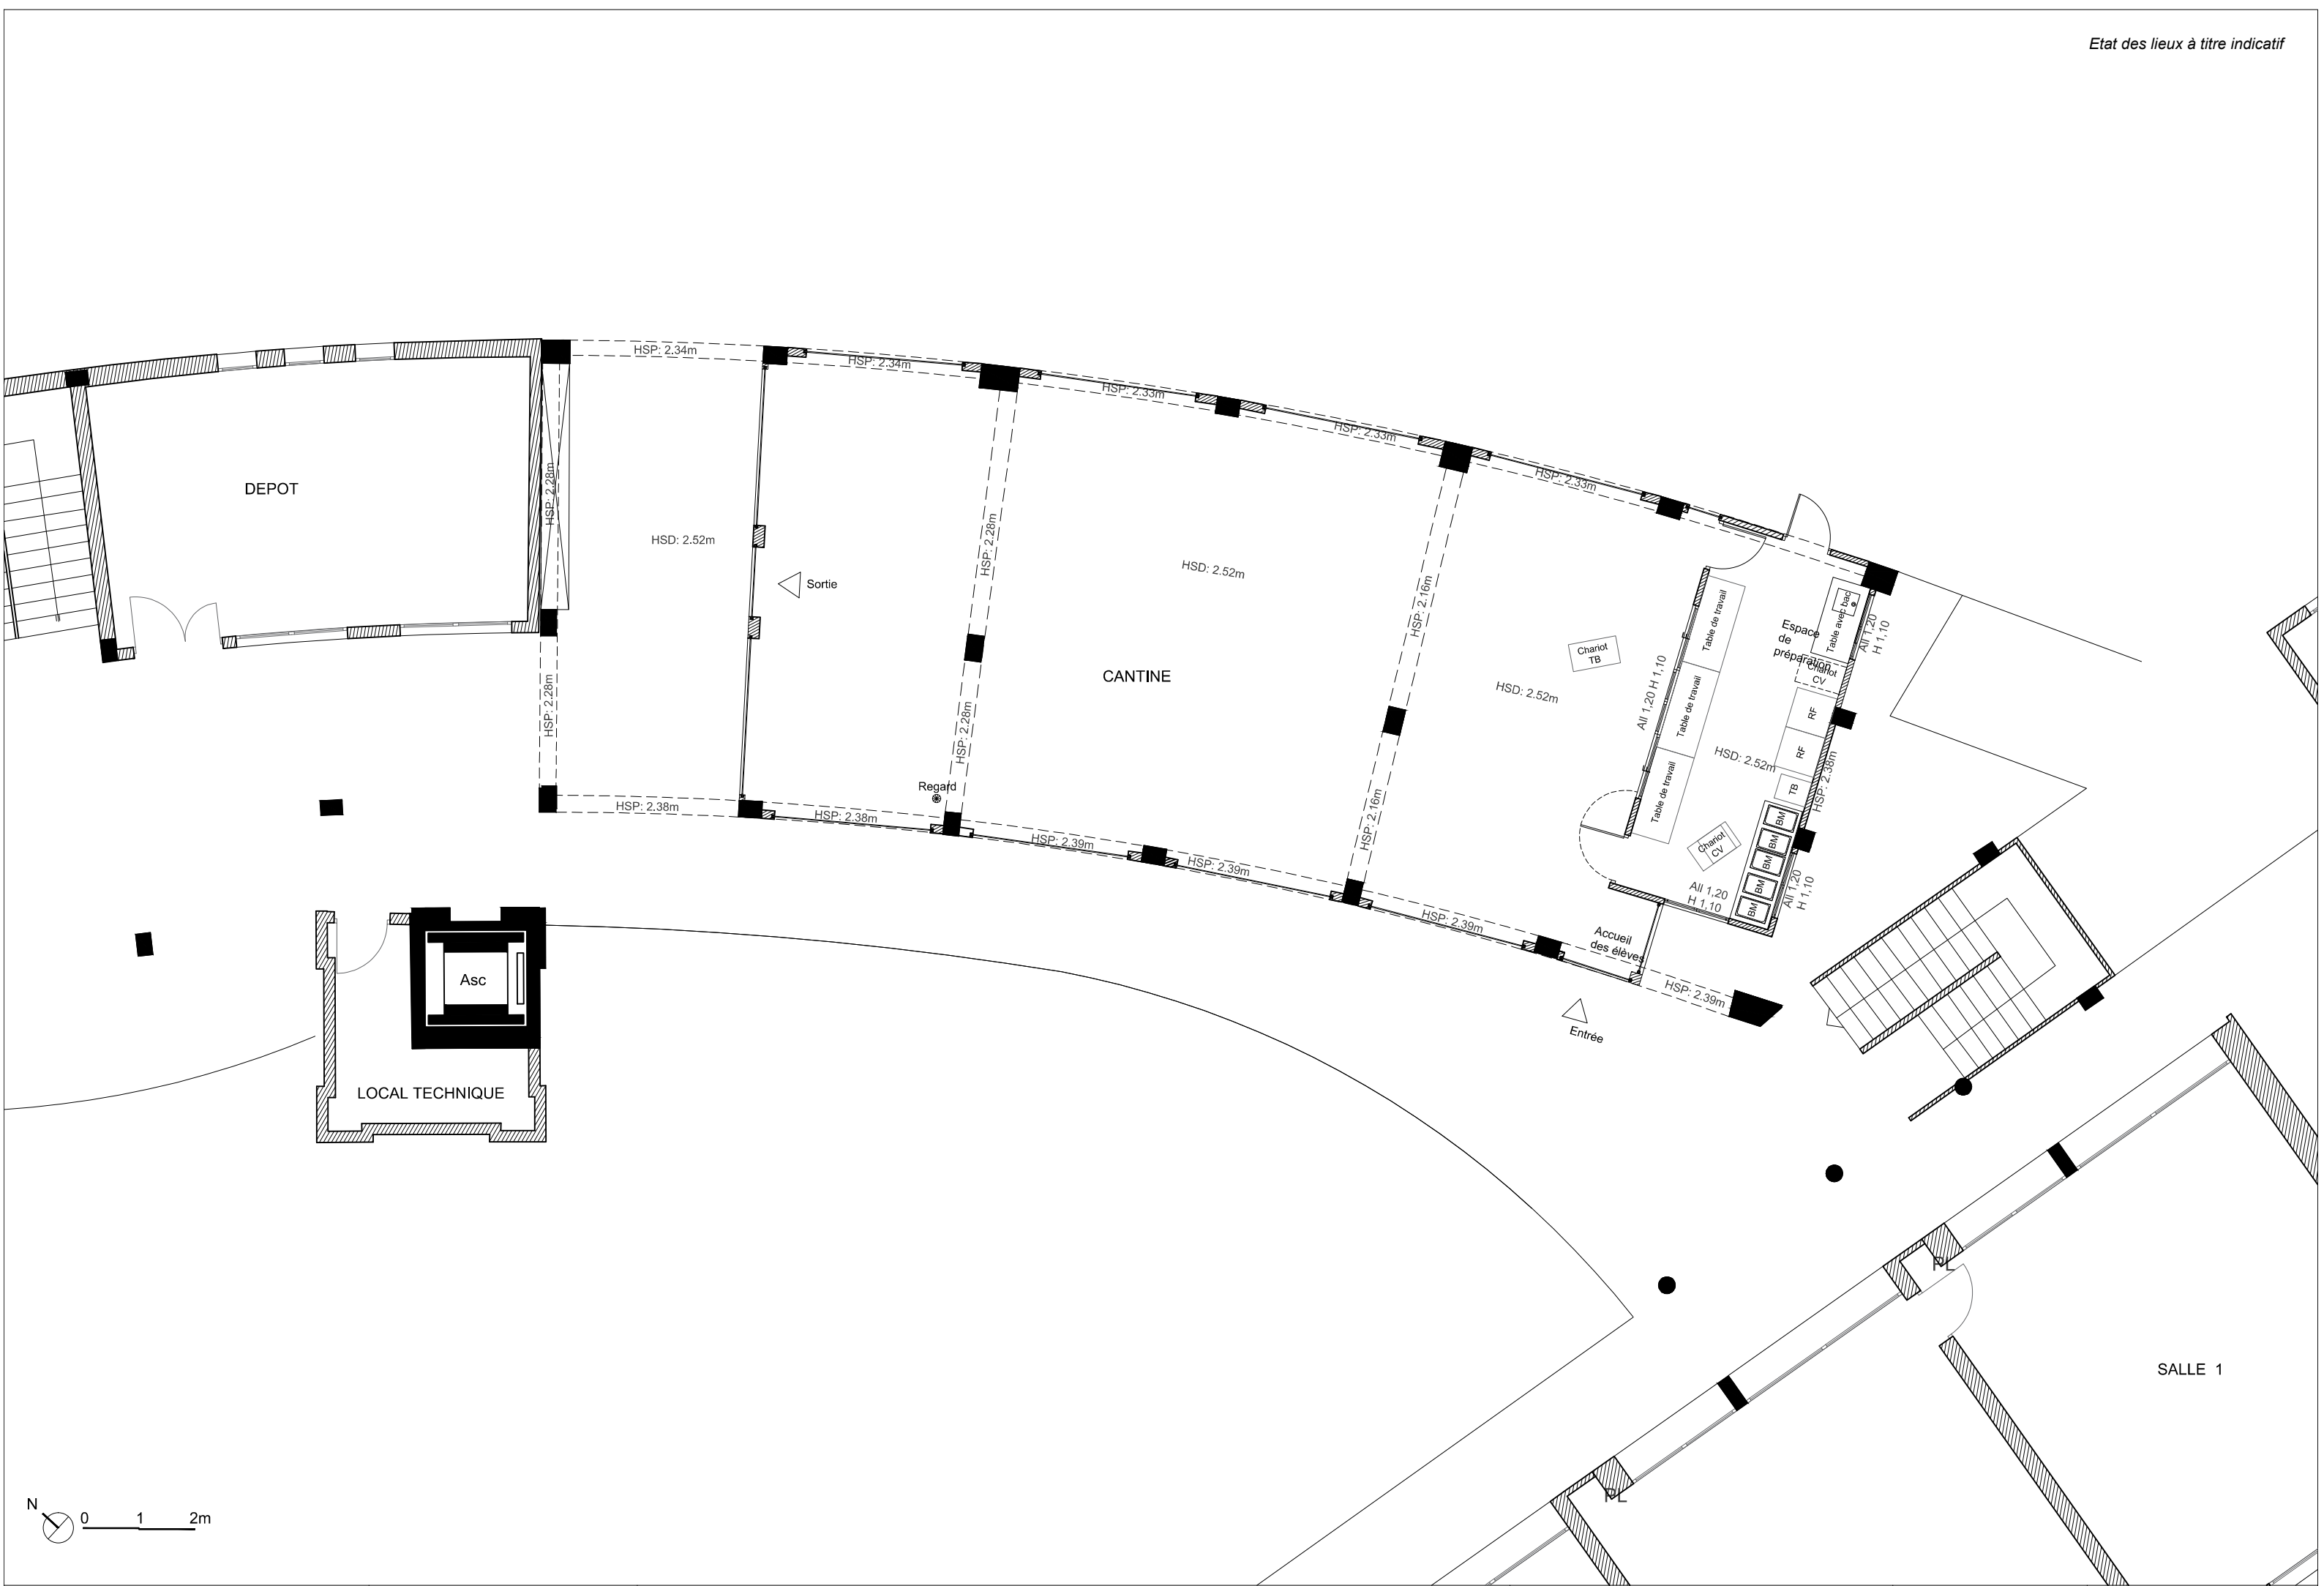 Etat des lieux à titre indicatif
HSP: 2.34m
HSP: 2.34m
HSP: 2.33m
HSP: 2.33m
HSP: 2.33m
DEPOT
HSP: 2.28m
HSD: 2.52m
Sortie
HSP: 2.28m
HSD: 2.52m
HSP: 2.16m
CANTINE
HSD: 2.52m
Chariot
TB
All 1,20 H 1,10
Table de travail
Table de travail
Table de travail
Espace
de
préparation
Table avec bac
All 1,20
H 1,10
Chariot
CV
RF
RF
HSD: 2.52m
TB
HSP: 2.38m
BM
BM
BM
BM
BM
Chariot
CV
All 1,20
H 1,10
All 1,20
H 1,10
HSP: 2.28m
HSP: 2.28m
Regard
HSP: 2.16m
HSP: 2.38m
HSP: 2.38m
HSP: 2.39m
HSP: 2.39m
HSP: 2.39m
Accueil
des élèves
HSP: 2.39m
Entrée
Asc
LOCAL TECHNIQUE
PL
SALLE 1
PL
N
0 1 2m